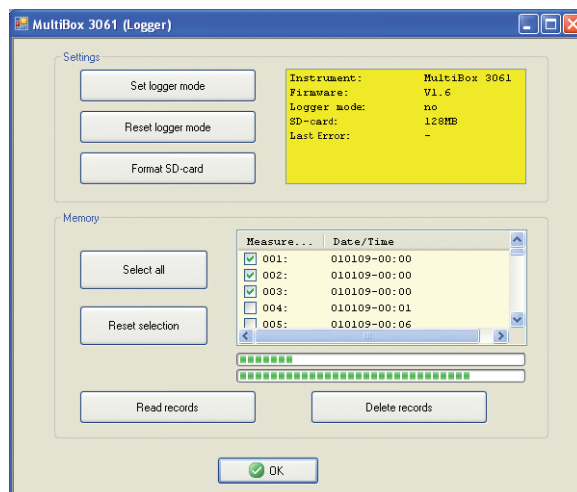 MultiBox 3061 (Logger)
Settings
Set logger mode
Reset logger mode
Format SD-card
Instrument: MultiBox 3061
Firmware: V1.6
Logger mode: no
SD-card: 128MB
Last Error: -
Memory
Select all
Reset selection
Measure... Date/Time
001: 010109-00:00
002: 010109-00:00
003: 010109-00:00
004: 010109-00:01
005: 010109-00:06
Read records
Delete records
OK